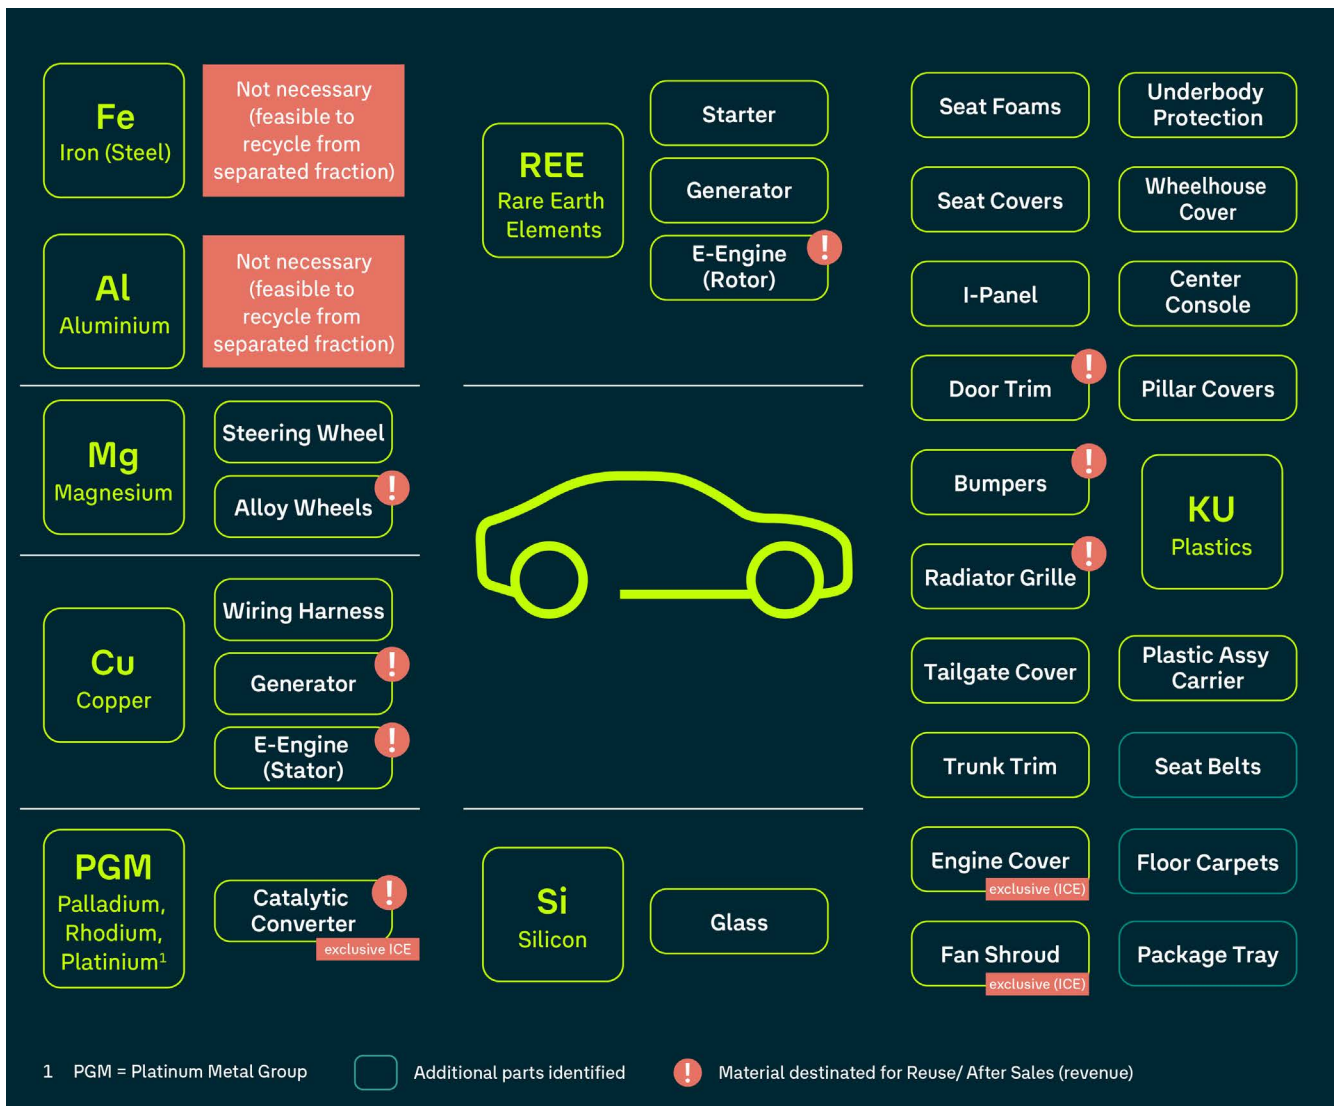 Fe
Iron (Steel)
Not necessary
(feasible to
recycle from
separated fraction)
Al
Aluminium
Not necessary
(feasible to
recycle from
separated fraction)
Mg
Magnesium
Steering Wheel
!
Alloy Wheels
Cu
Copper
Wiring Harness
!
Generator
!
E-Engine
(Stator)
PGM
Palladium,
Rhodium,
Platinium¹
!
Catalytic
Converter
exclusive ICE
REE
Rare Earth
Elements
Starter
Generator
!
E-Engine
(Rotor)
Si
Silicon
Glass
Seat Foams
Seat Covers
I-Panel
!
Door Trim
!
Bumpers
!
Radiator Grille
Tailgate Cover
Trunk Trim
Engine Cover
exclusive (ICE)
Fan Shroud
exclusive (ICE)
Underbody
Protection
Wheelhouse
Cover
Center
Console
Pillar Covers
KU
Plastics
Plastic Assy
Carrier
Seat Belts
Floor Carpets
Package Tray
1 PGM = Platinum Metal Group
Additional parts identified
! Material destinated for Reuse/ After Sales (revenue)